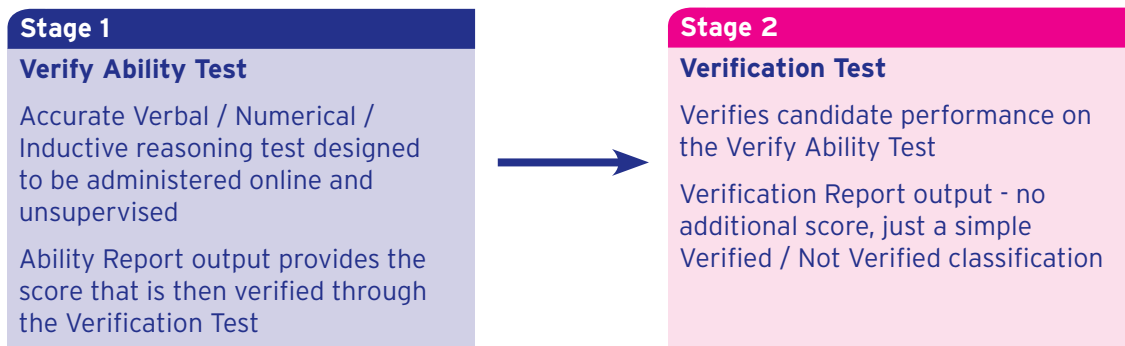 Stage 1
Verify Ability Test
Accurate Verbal / Numerical /
Inductive reasoning test designed
to be administered online and
unsupervised
Ability Report output provides the
score that is then verified through
the Verification Test
Stage 2
Verification Test
Verifies candidate performance on
the Verify Ability Test
Verification Report output - no
additional score, just a simple
Verified / Not Verified classification